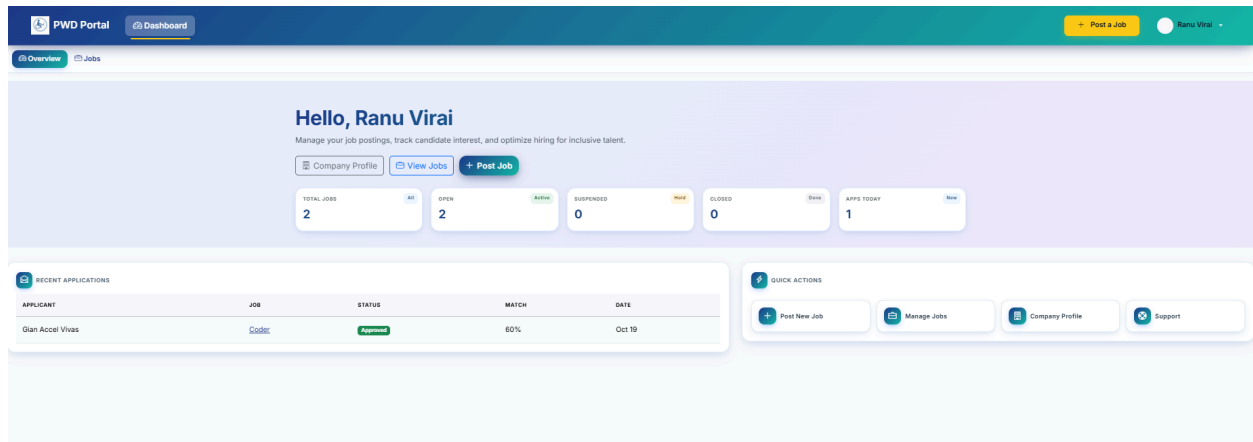 PWD Portal Dashboard + Post a Job Ranu Virai
Overview Jobs
Hello, Ranu Virai
Manage your job postings, track candidate interest, and optimize hiring for inclusive talent.
Company Profile View Jobs + Post Job
TOTAL JOBS All OPEN Active SUSPENDED Hold CLOSED Done APPS TODAY New
2 2 0 0 1
RECENT APPLICATIONS QUICK ACTIONS
APPLICANT JOB STATUS MATCH DATE
Post New Job Manage Jobs Company Profile Support
Gian Accel Vivas Coder Approved 60% Oct 19